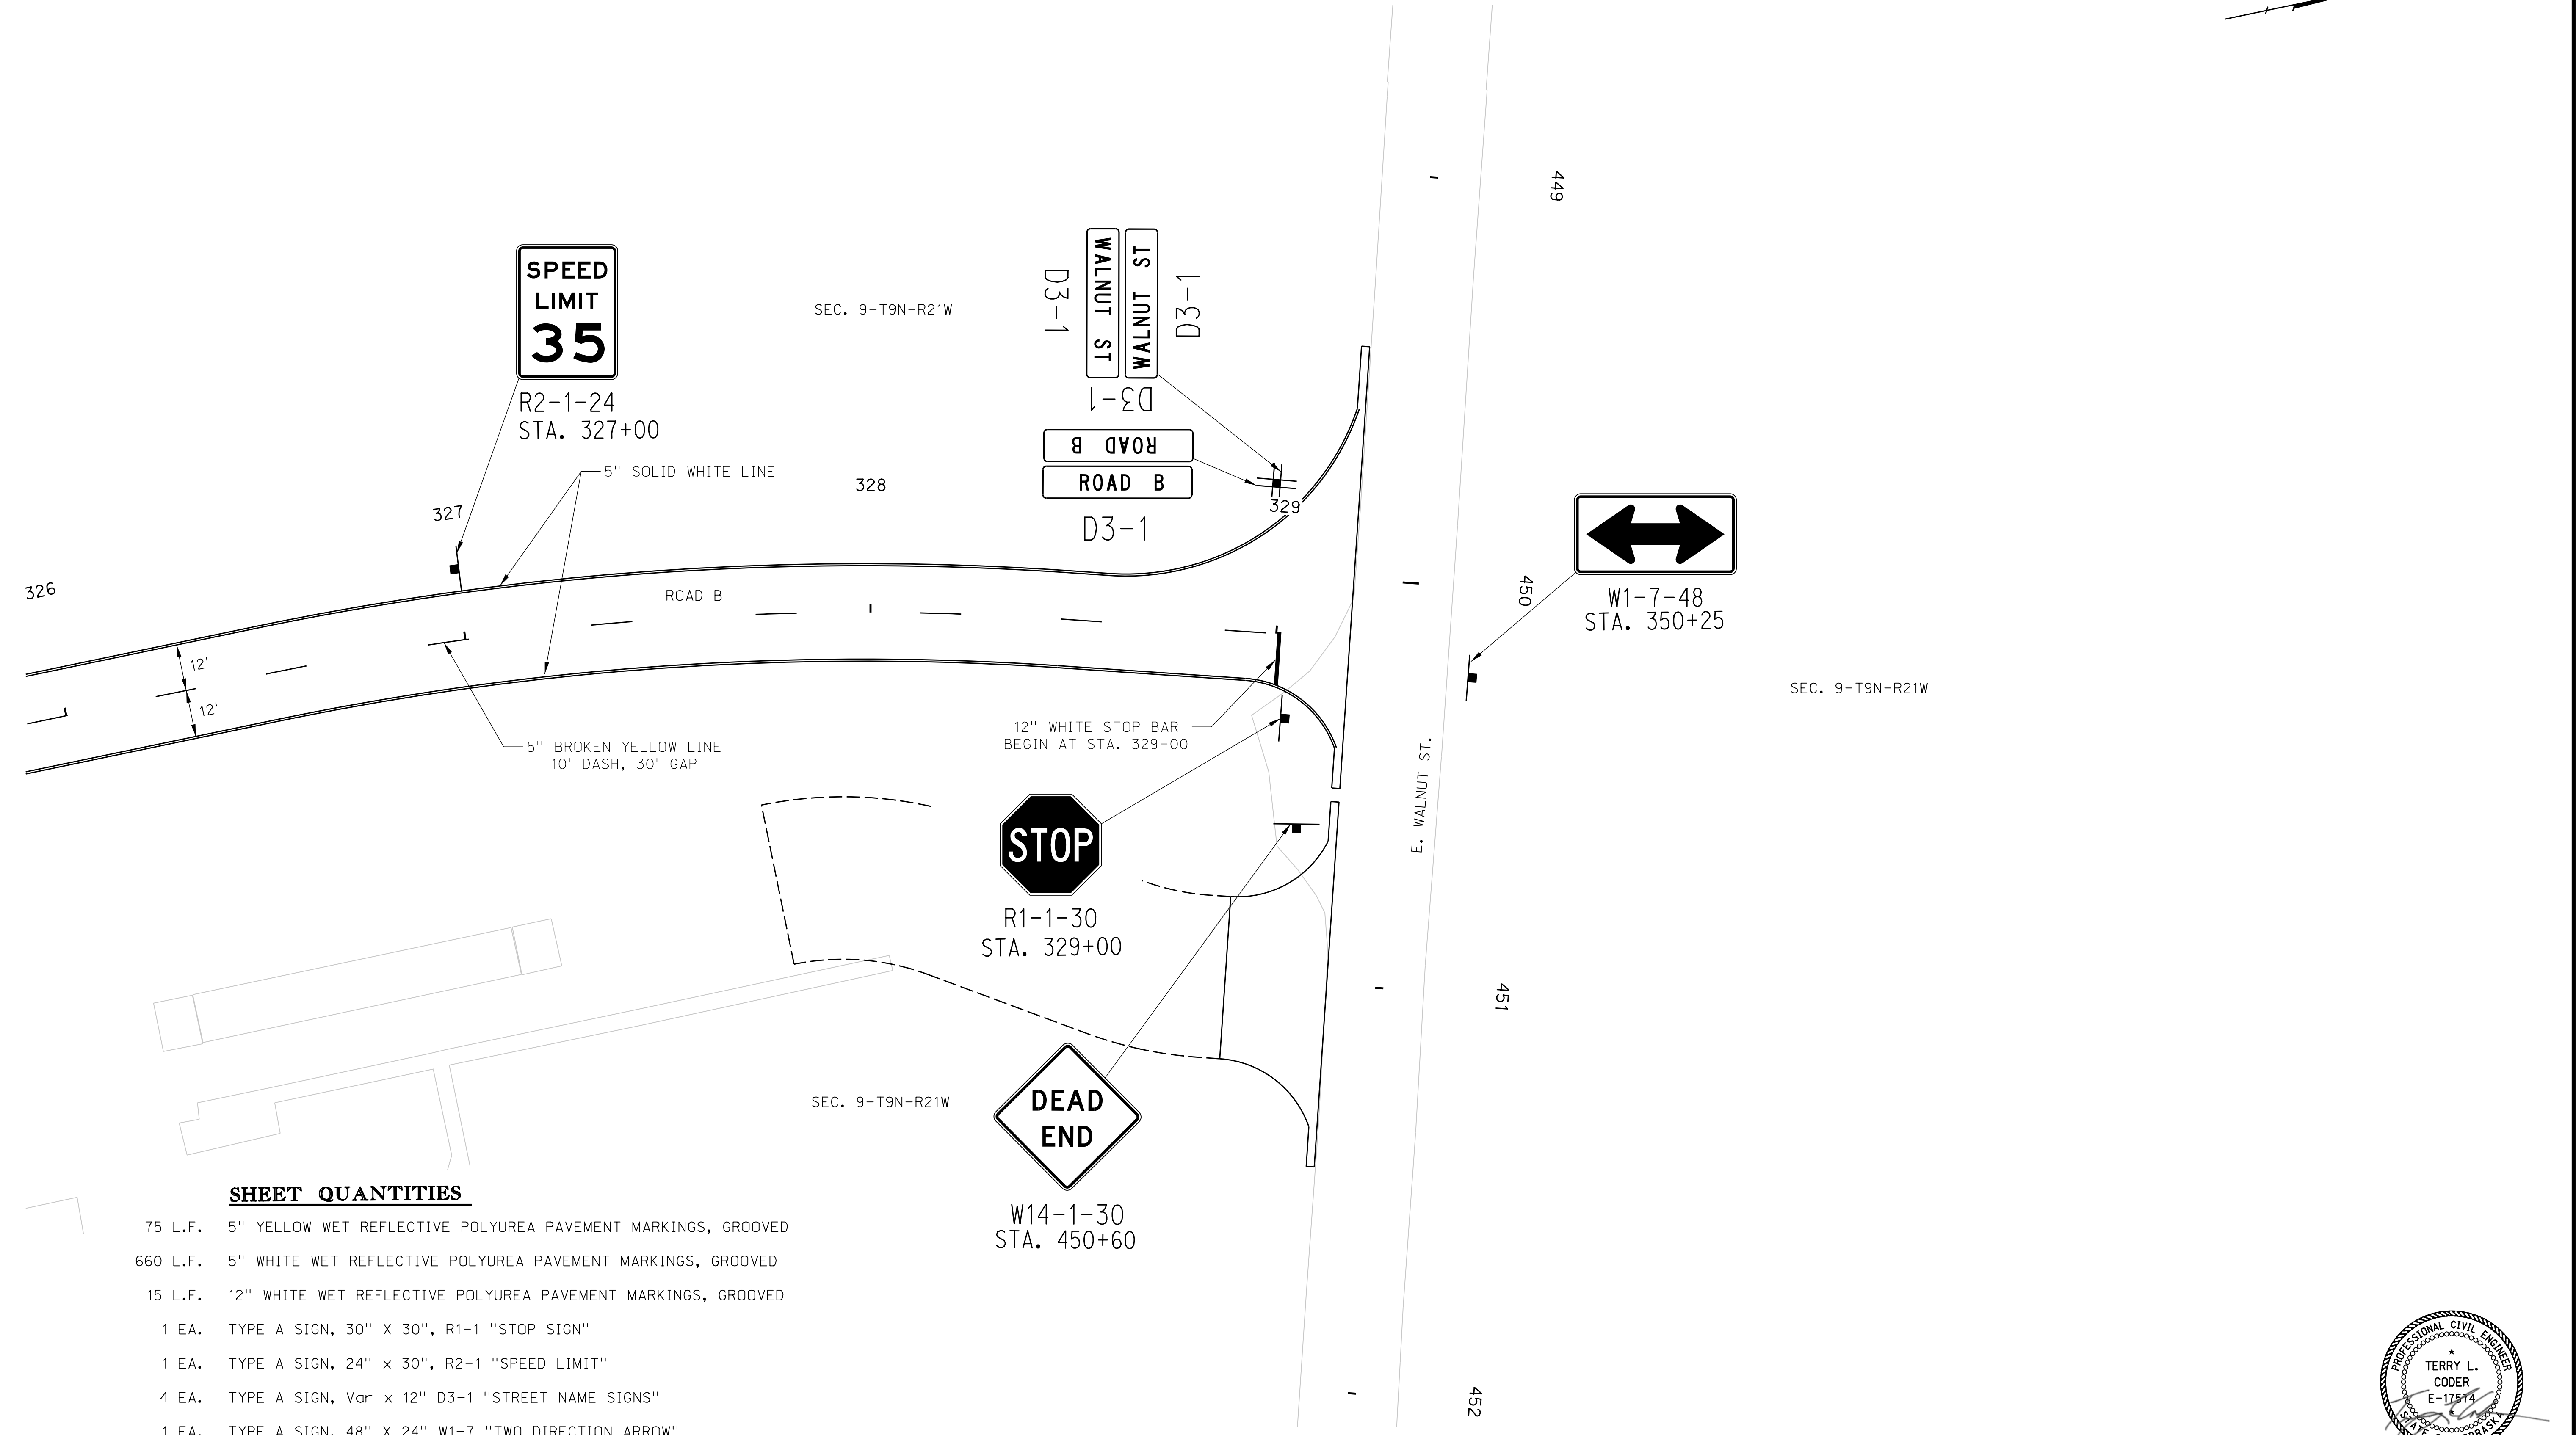 449
SPEED
LIMIT
35
R2-1-24
STA. 327+00
SEC. 9-T9N-R21W
D3-1
WALNUT ST
WALNUT ST
D3-1
D3-1
ROAD B
ROAD B
D3-1
5" SOLID WHITE LINE
326
327
328
329
450
W1-7-48
STA. 350+25
ROAD B
12'
12'
SEC. 9-T9N-R21W
5" BROKEN YELLOW LINE
10' DASH, 30' GAP
12" WHITE STOP BAR
BEGIN AT STA. 329+00
E. WALNUT ST.
STOP
R1-1-30
STA. 329+00
451
DEAD
END
W14-1-30
STA. 450+60
SEC. 9-T9N-R21W
452
SHEET QUANTITIES
75 L.F. 5" YELLOW WET REFLECTIVE POLYUREA PAVEMENT MARKINGS, GROOVED
660 L.F. 5" WHITE WET REFLECTIVE POLYUREA PAVEMENT MARKINGS, GROOVED
15 L.F. 12" WHITE WET REFLECTIVE POLYUREA PAVEMENT MARKINGS, GROOVED
1 EA. TYPE A SIGN, 30" X 30", R1-1 "STOP SIGN"
1 EA. TYPE A SIGN, 24" x 30", R2-1 "SPEED LIMIT"
4 EA. TYPE A SIGN, Var x 12" D3-1 "STREET NAME SIGNS"
1 EA. TYPE A SIGN, 48" X 24" W1-7 "TWO DIRECTION ARROW"
PROFESSIONAL CIVIL ENGINEER
TERRY L.
CODER
E-17574